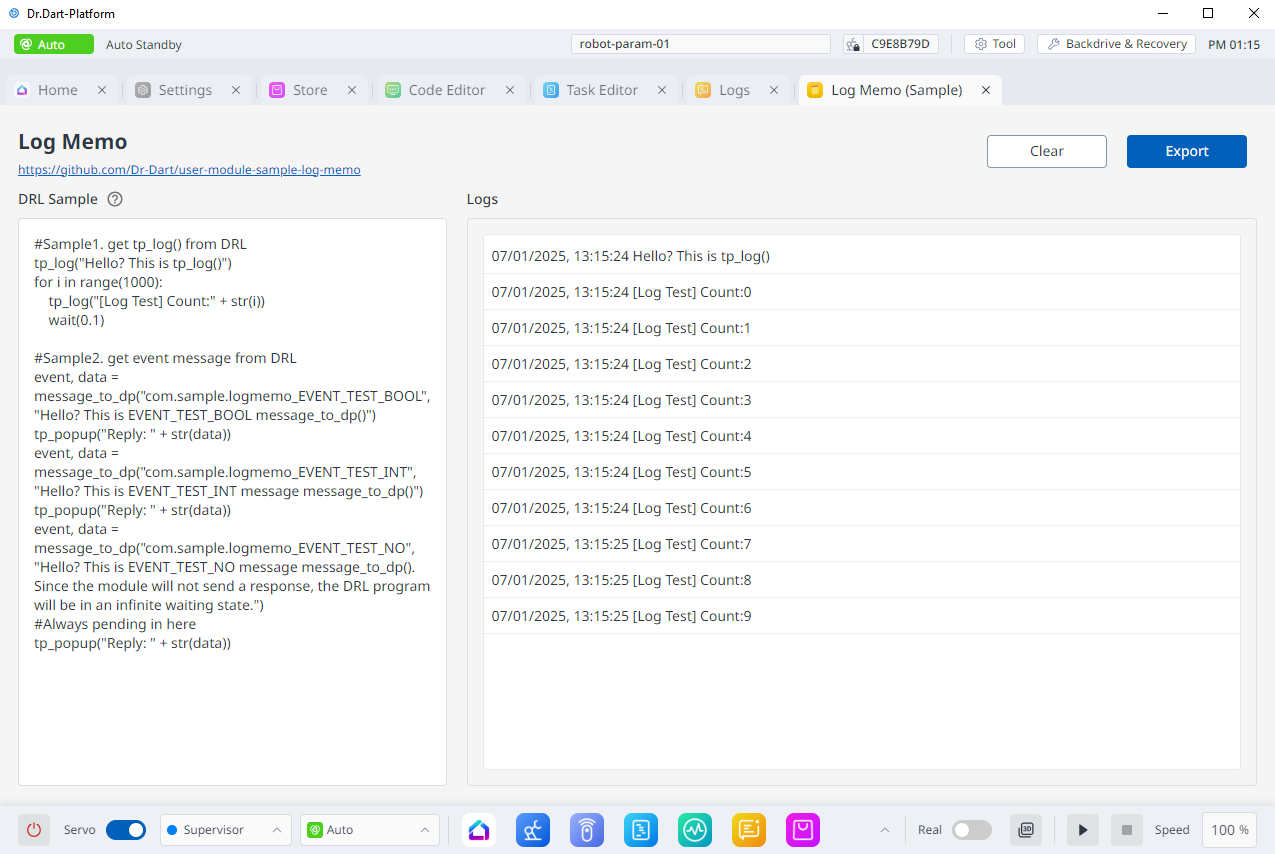 Dr.Dart-Platform
Auto
Auto Standby
robot-param-01
C9E8B79D
Tool
Backdrive & Recovery
PM 01:15
Home
Settings
Store
Code Editor
Task Editor
Logs
Log Memo (Sample)
Log Memo
https://github.com/Dr-Dart/user-module-sample-log-memo
Clear
Export
DRL Sample
#Sample1. get tp_log() from DRL
tp_log("Hello? This is tp_log()")
for i in range(1000):
    tp_log("[Log Test] Count:" + str(i))
    wait(0.1)
#Sample2. get event message from DRL
event, data =
message_to_dp("com.sample.logmemo_EVENT_TEST_BOOL",
"Hello? This is EVENT_TEST_BOOL message_to_dp()")
tp_popup("Reply: " + str(data))
event, data =
message_to_dp("com.sample.logmemo_EVENT_TEST_INT",
"Hello? This is EVENT_TEST_INT message message_to_dp()")
tp_popup("Reply: " + str(data))
event, data =
message_to_dp("com.sample.logmemo_EVENT_TEST_NO",
"Hello? This is EVENT_TEST_NO message message_to_dp().
Since the module will not send a response, the DRL program
will be in an infinite waiting state.")
#Always pending in here
tp_popup("Reply: " + str(data))
Logs
07/01/2025, 13:15:24 Hello? This is tp_log()
07/01/2025, 13:15:24 [Log Test] Count:0
07/01/2025, 13:15:24 [Log Test] Count:1
07/01/2025, 13:15:24 [Log Test] Count:2
07/01/2025, 13:15:24 [Log Test] Count:3
07/01/2025, 13:15:24 [Log Test] Count:4
07/01/2025, 13:15:24 [Log Test] Count:5
07/01/2025, 13:15:24 [Log Test] Count:6
07/01/2025, 13:15:25 [Log Test] Count:7
07/01/2025, 13:15:25 [Log Test] Count:8
07/01/2025, 13:15:25 [Log Test] Count:9
Servo
Supervisor
Auto
Real
3D
Speed
100 %